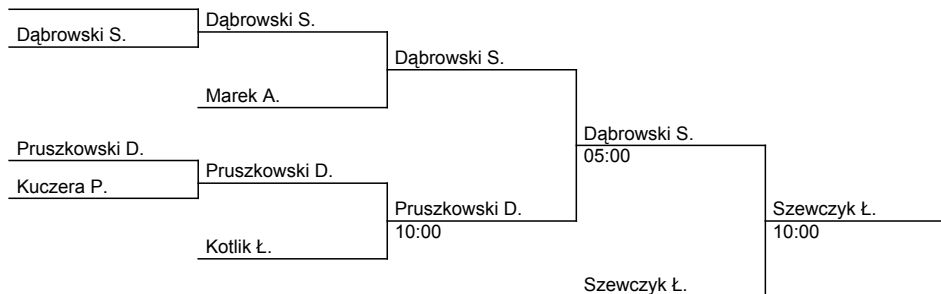 Dąbrowski S.
Dąbrowski S.
Dąbrowski S.
Marek A.
Dąbrowski S.
05:00
Pruszkowski D.
Kuczera P.
Pruszkowski D.
Pruszkowski D.
10:00
Kotlik Ł.
Szewczyk Ł.
10:00
Szewczyk Ł.